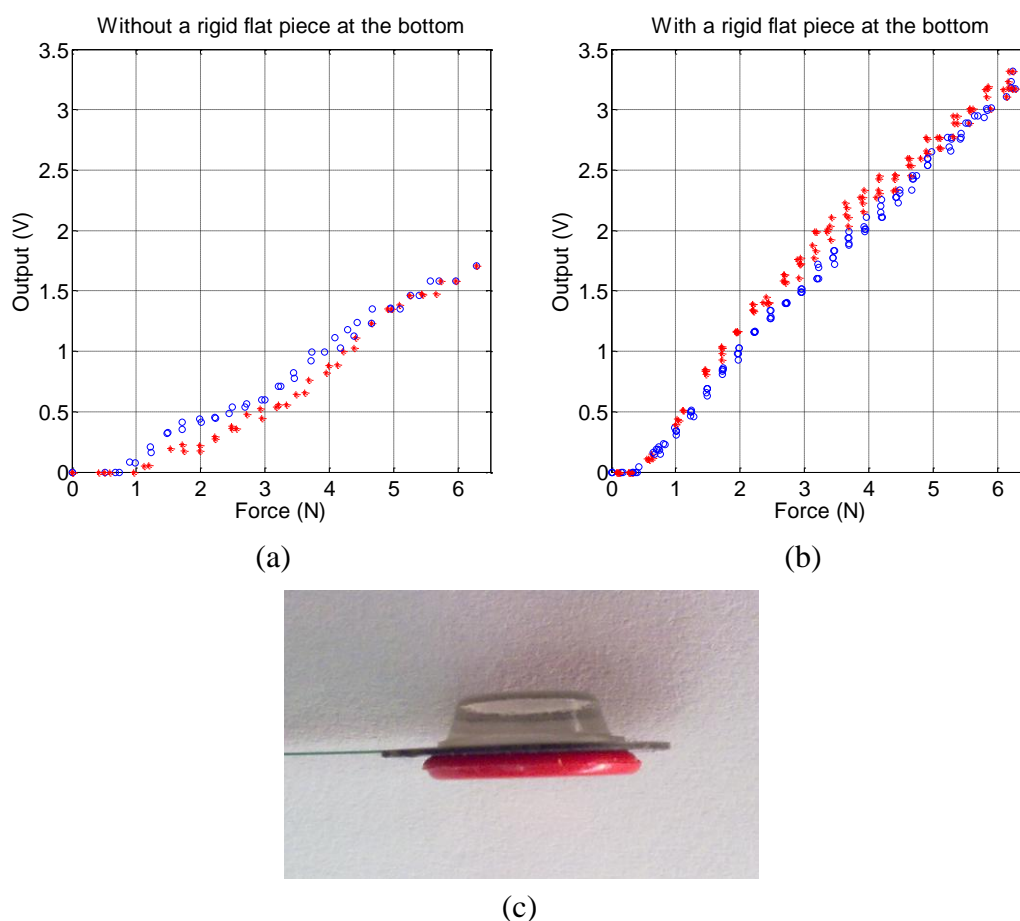 Without a rigid flat piece at the bottom
3.5
3
2.5
2
1.5
1
0.5
0
0 1 2 3 4 5 6
Output (V)
Force (N)
(a)
With a rigid flat piece at the bottom
3.5
3
2.5
2
1.5
1
0.5
0
0 1 2 3 4 5 6
Output (V)
Force (N)
(b)
(c)